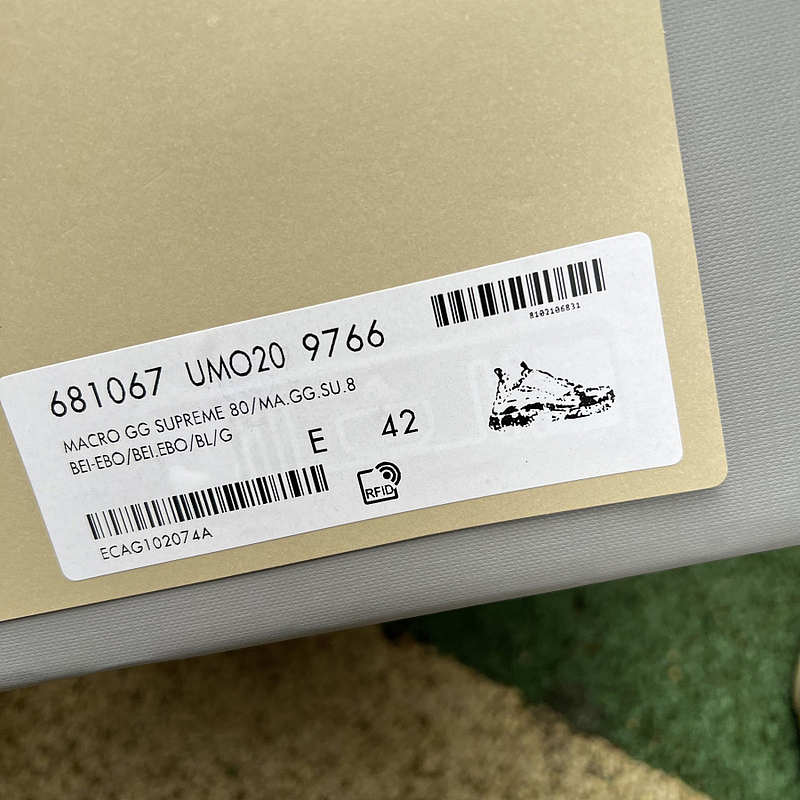 8102106831
681067 UMO20 9766
MACRO GG SUPREME 80/MA.GG.SU.8
BEI-EBO/BEI.EBO/BL/G
E 42
RFID
ECAG102074A